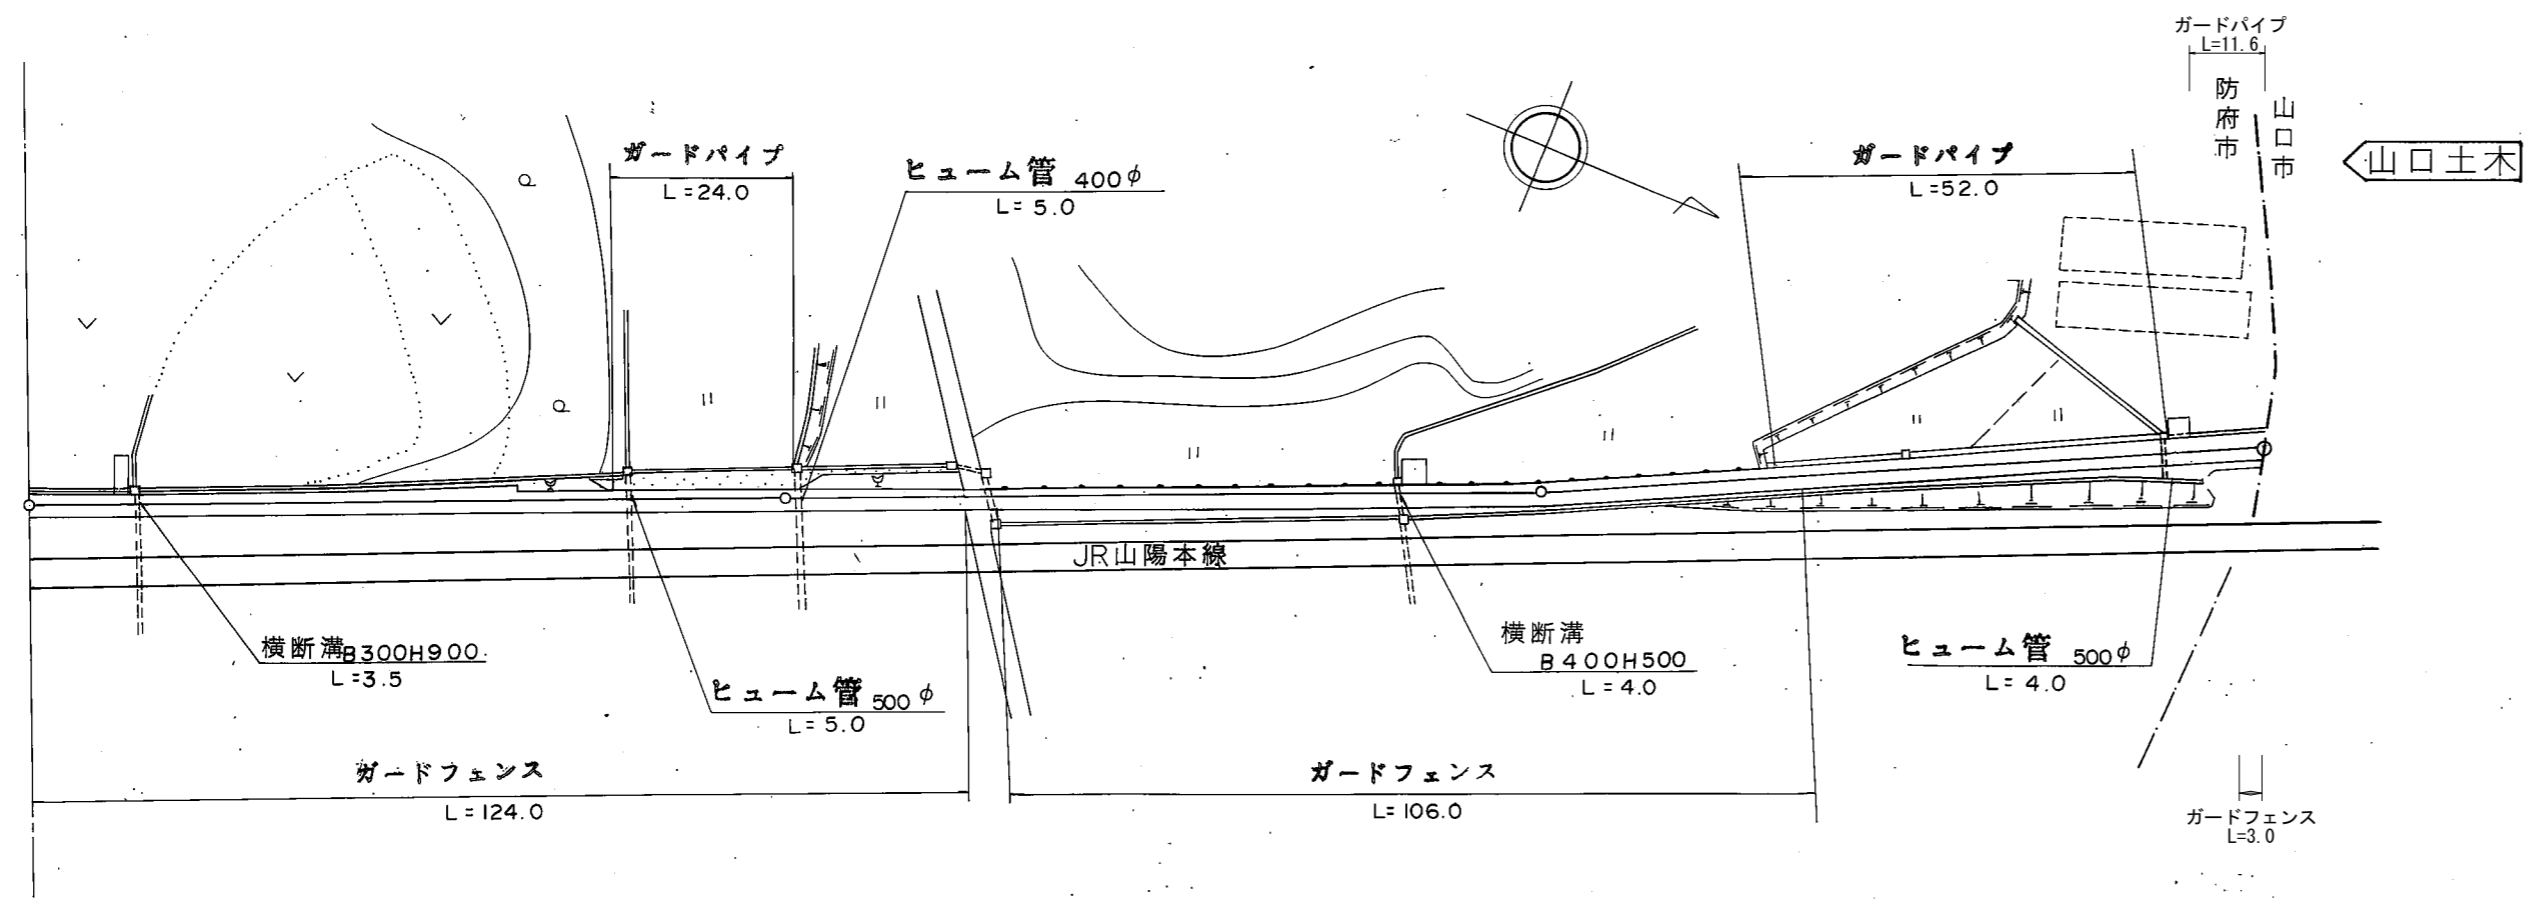 ガードパイプ
L=11.6
防府市
山口市
山口土木
ガードパイプ
L=24.0
ヒューム管 400φ
L=5.0
ガードパイプ
L=52.0
JR山陽本線
横断溝B300H900
L=3.5
ヒューム管 500φ
L=5.0
横断溝
B400H500
L=4.0
ヒューム管 500φ
L=4.0
ガードフェンス
L=124.0
ガードフェンス
L=106.0
ガードフェンス
L=3.0